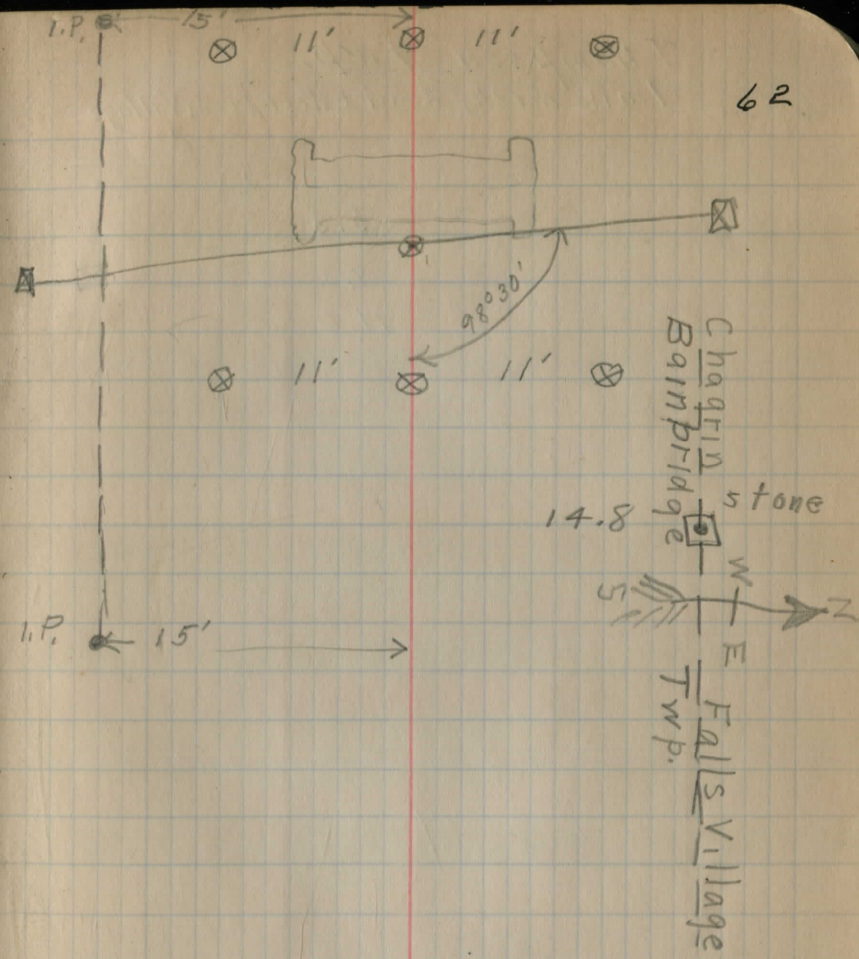 I.P. 15'
11' 11'
62
98°30'
11' 11'
Chagrin Falls Village
Bainbridge Twp.
stone
14.8
W
S N
E
I.P. 15'